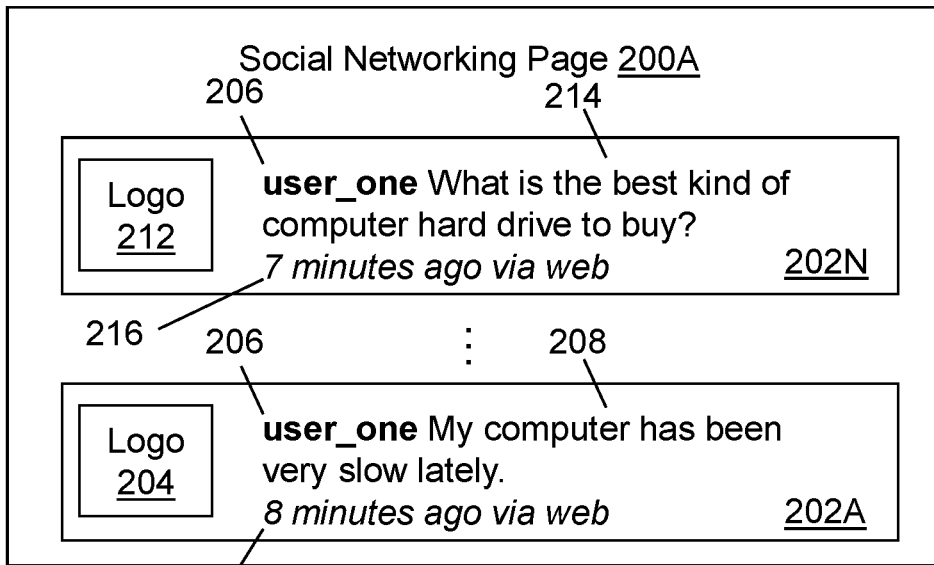 Social Networking Page 200A
206 214
Logo
212
user_one What is the best kind of
computer hard drive to buy?
7 minutes ago via web
202N
216 206 ⋮ 208
Logo
204
user_one My computer has been
very slow lately.
8 minutes ago via web
202A